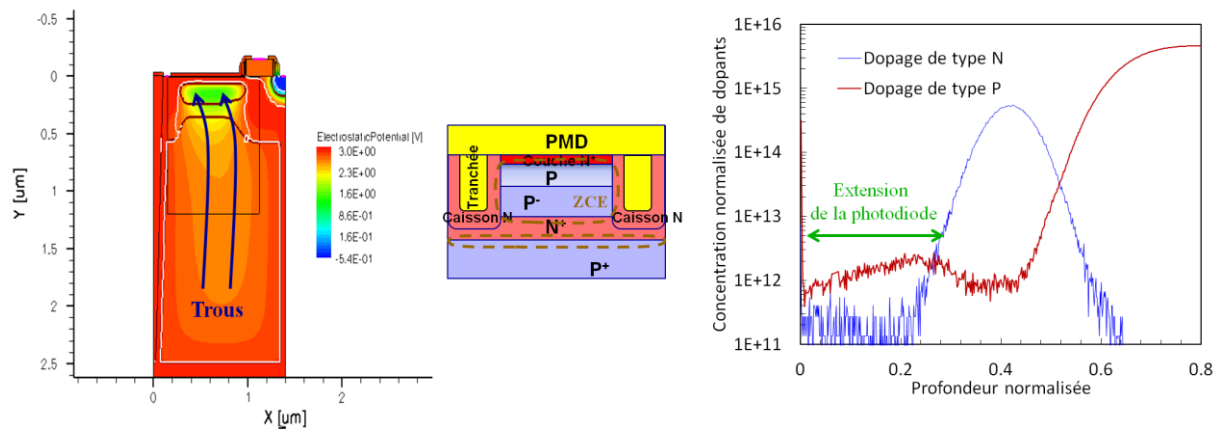 -0.5
0
0.5
1
1.5
2
2.5
Y [um]
0
2
X [um]
Trous
ElectrostaticPotential [V]
3.0E+00
2.3E+00
1.6E+00
8.6E-01
1.6E-01
-5.4E-01
PMD
Tranchée
Couche N+
P
P-
ZCE
Caisson N
Caisson N
P+
1E+16
1E+15
1E+14
1E+13
1E+12
1E+11
Concentration normalisée de dopants
Dopage de type N
Dopage de type P
Extension
de la photodiode
0
0.2
0.4
0.6
0.8
Profondeur normalisée